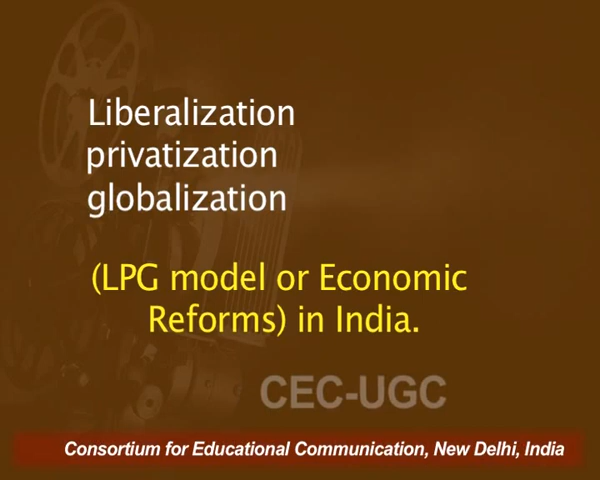 Liberalization
privatization
globalization
(LPG model or Economic
Reforms) in India.
CEC-UGC
Consortium for Educational Communication, New Delhi, India